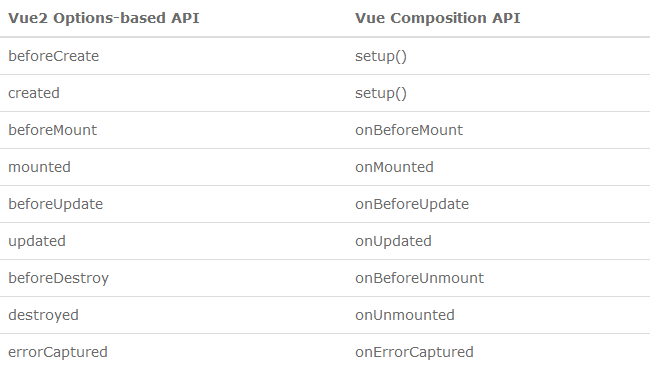 Vue2 Options-based API Vue Composition API
beforeCreate setup()
created setup()
beforeMount onBeforeMount
mounted onMounted
beforeUpdate onBeforeUpdate
updated onUpdated
beforeDestroy onBeforeUnmount
destroyed onUnmounted
errorCaptured onErrorCaptured